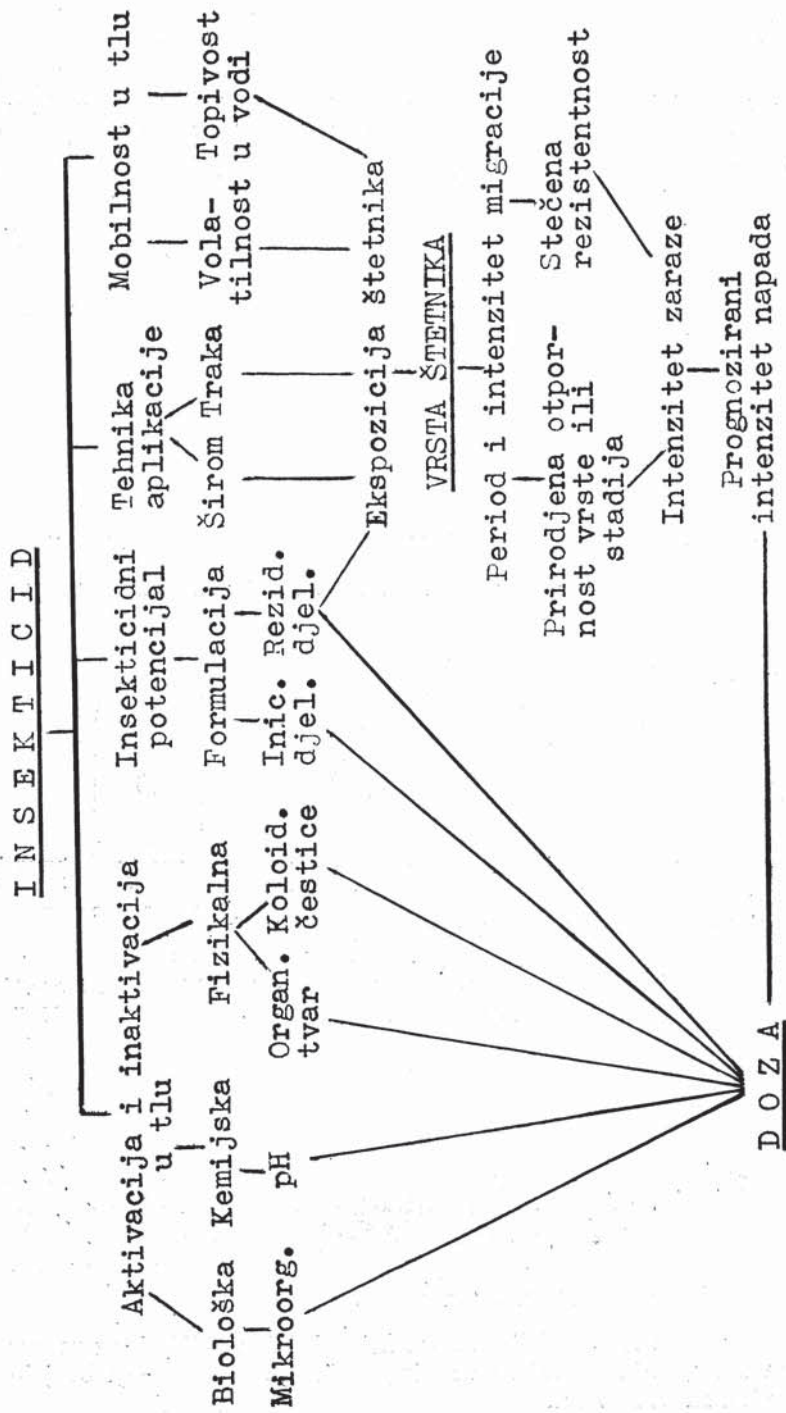 INSEKTICID
Aktivacija i inaktivacija
u tlu
Insekticidni
potencijal
Tehnika
aplikacije
Mobilnost u tlu
Biološka
Kemijska
Fizikalna
Formulacija
Širom
Traka
Vola-
tilnost
Topivost
u vodi
Mikroorg.
pH
Organ.
tvar
Koloid.
čestice
Inic.
djel.
Rezid.
djel.
Ekspozicija štetnika
VRSTA ŠTETNIKA
Period i intenzitet migracije
Prirodjena otpor-
nost vrste ili
stadija
Stečena
rezistentnost
Intenzitet zaraze
Prognozirani
intenzitet napada
DOZA